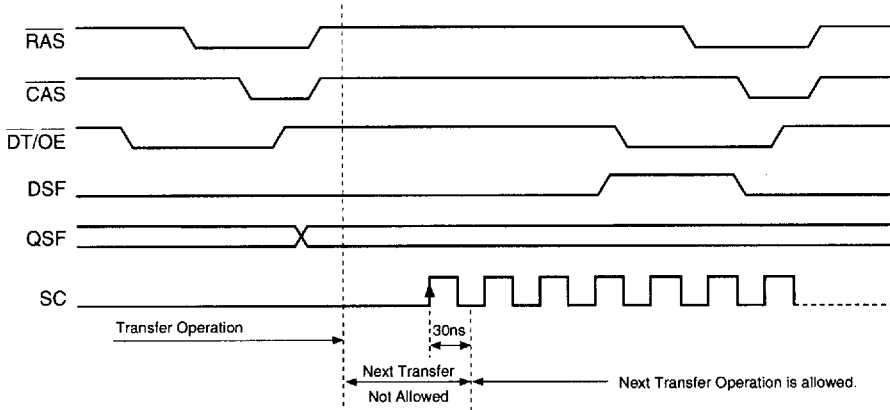 RAS
CAS
DT/OE
DSF
QSF
SC
Transfer Operation
30ns
Next Transfer
Not Allowed
Next Transfer Operation is allowed.